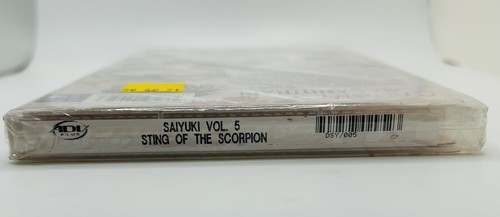 ADV
FILMS
SAIYUKI VOL. 5
STING OF THE SCORPION
DSY/005